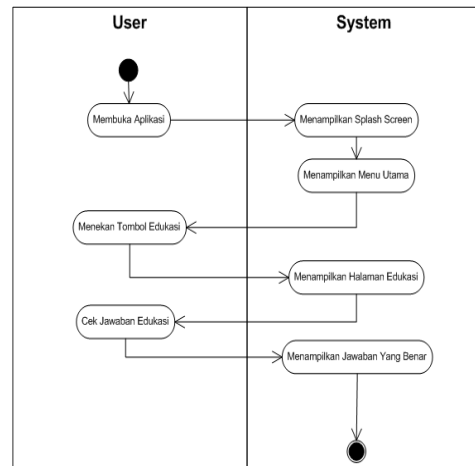 User
System
Membuka Aplikasi
Menampilkan Splash Screen
Menampilkan Menu Utama
Menekan Tombol Edukasi
Menampilkan Halaman Edukasi
Cek Jawaban Edukasi
Menampilkan Jawaban Yang Benar